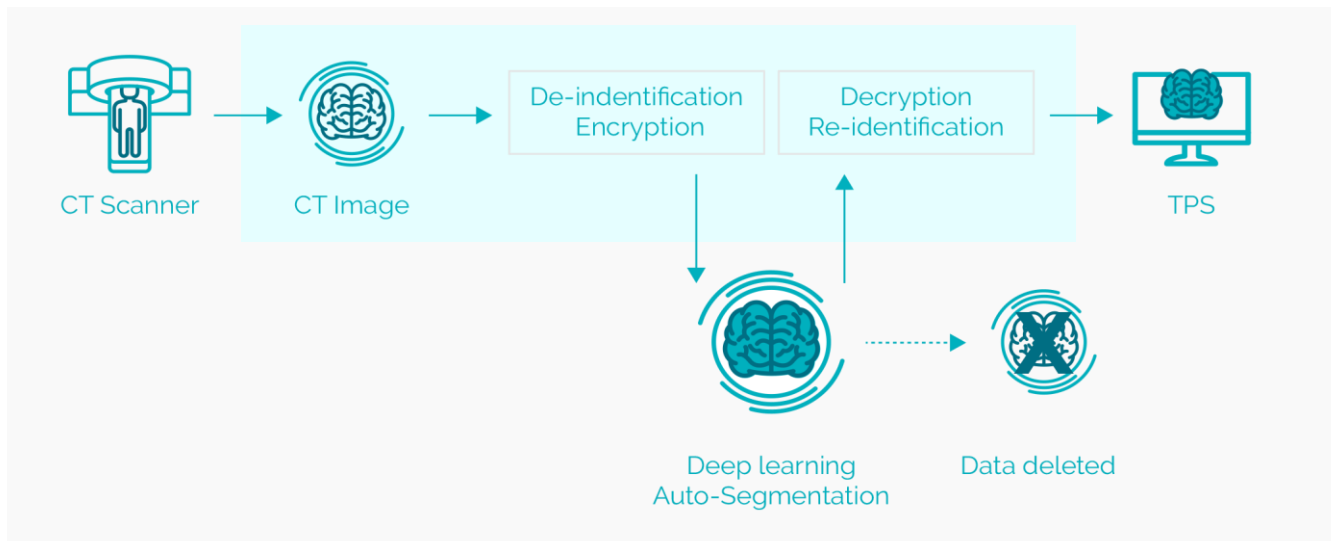 De-indentification
Encryption
Decryption
Re-identification
CT Scanner
CT Image
TPS
Deep learning
Auto-Segmentation
Data deleted